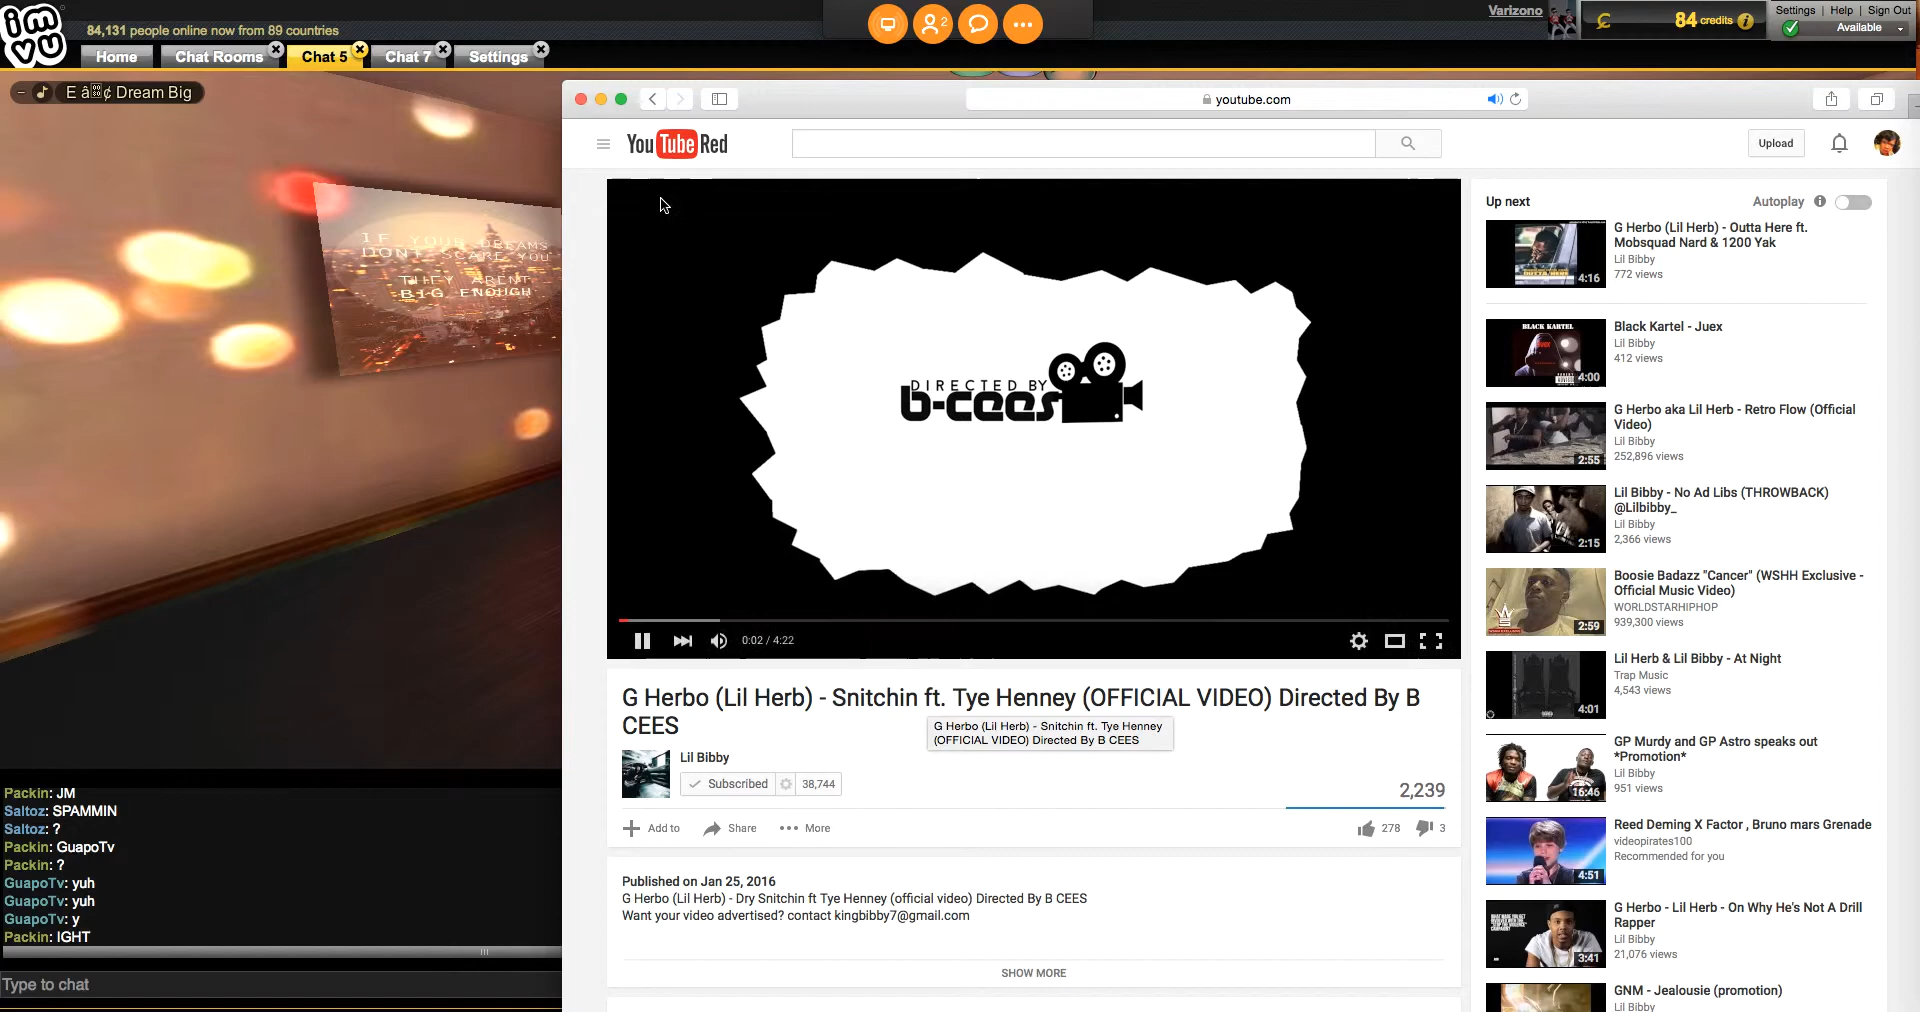 imvu
84,131 people online now from 89 countries
2
Varizono
84 credits
Settings | Help | Sign Out
Available
Home
Chat Rooms
Chat 5
Chat 7
Settings
E â¢ Dream Big
IF YOUR DREAMS
DONT SCARE YOU
THEY ARENT
BIG ENOUGH
youtube.com
YouTube Red
Upload
DIRECTED BY
b-cees
0:02 / 4:22
G Herbo (Lil Herb) - Snitchin ft. Tye Henney (OFFICIAL VIDEO) Directed By B
CEES
G Herbo (Lil Herb) - Snitchin ft. Tye Henney
(OFFICIAL VIDEO) Directed By B CEES
Lil Bibby
Subscribed 38,744
2,239
Add to Share More
278 3
Published on Jan 25, 2016
G Herbo (Lil Herb) - Dry Snitchin ft Tye Henney (official video) Directed By B CEES
Want your video advertised? contact kingbibby7@gmail.com
SHOW MORE
Up next
Autoplay
G Herbo (Lil Herb) - Outta Here ft.
Mobsquad Nard & 1200 Yak
Lil Bibby
772 views
4:16
BLACK KARTEL
Black Kartel - Juex
Lil Bibby
412 views
4:00
G Herbo aka Lil Herb - Retro Flow (Official
Video)
Lil Bibby
252,896 views
2:55
Lil Bibby - No Ad Libs (THROWBACK)
@Lilbibby_
Lil Bibby
2,366 views
2:15
Boosie Badazz "Cancer" (WSHH Exclusive -
Official Music Video)
WORLDSTARHIPHOP
939,300 views
2:59
Lil Herb & Lil Bibby - At Night
Trap Music
4,543 views
4:01
GP Murdy and GP Astro speaks out
*Promotion*
Lil Bibby
951 views
16:46
Reed Deming X Factor , Bruno mars Grenade
videopirates100
Recommended for you
4:51
G Herbo - Lil Herb - On Why He's Not A Drill
Rapper
Lil Bibby
21,076 views
3:41
GNM - Jealousie (promotion)
Lil Bibby
Packin: JM
Saltoz: SPAMMIN
Saltoz: ?
Packin: GuapoTv
Packin: ?
GuapoTv: yuh
GuapoTv: yuh
GuapoTv: y
Packin: IGHT
Type to chat